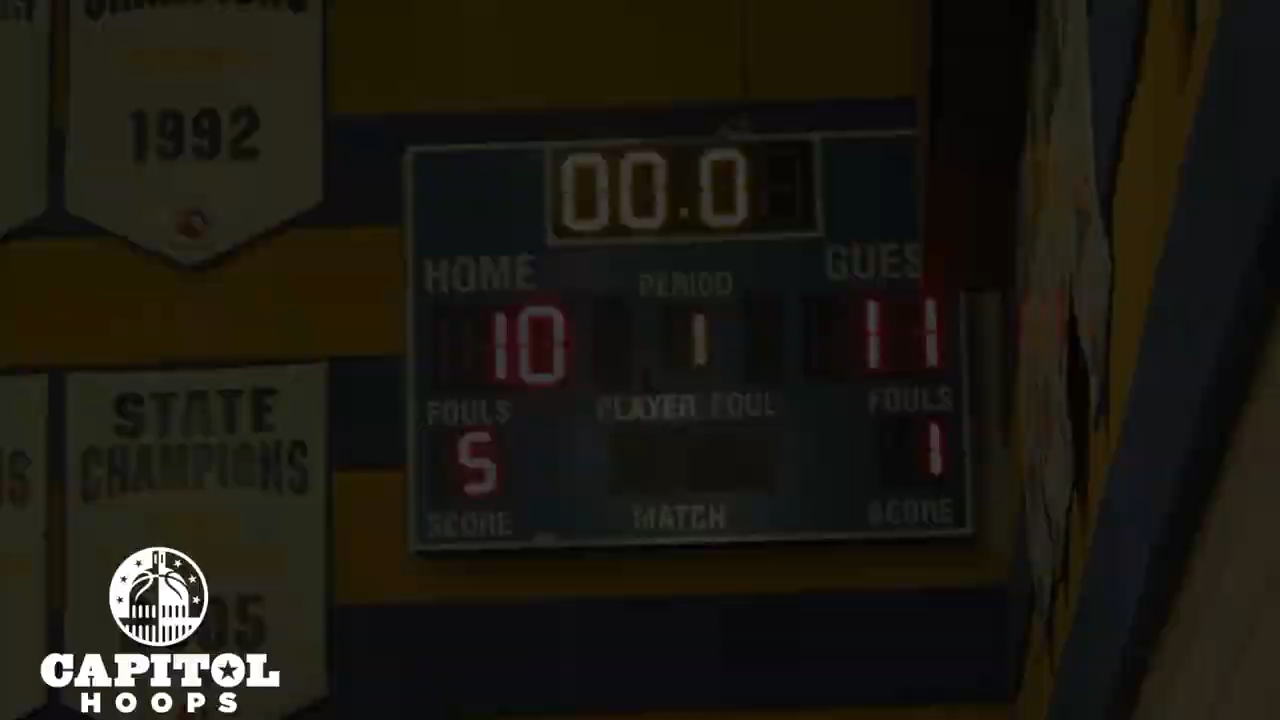 CHAMPIONS
1992
00.0
HOME
PERIOD
GUES
10
1
11
FOULS
PLAYER FOUL
FOULS
5
1
SCORE
MATCH
SCORE
STATE
CHAMPIONS
CAPITOL
HOOPS